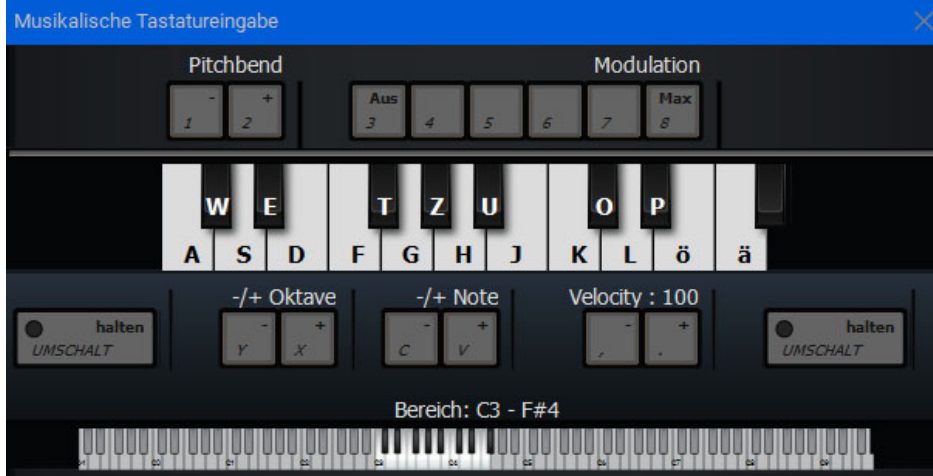 Musikalische Tastatureingabe
Pitchbend Modulation
- + Aus Max
1 2 3 4 5 6 7 8
W E T Z U O P
A S D F G H J K L ö ä
-/+ Oktave -/+ Note Velocity : 100
halten - + - + - + halten
UMSCHALT Y X C V , . UMSCHALT
Bereich: C3 - F#4